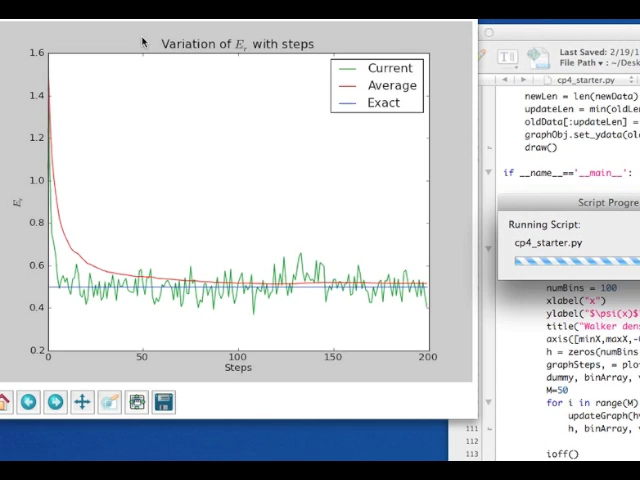 Variation of E_r with steps
1.6
1.4
1.2
1.0
0.8
0.6
0.4
0.2
E_r
Current
Average
Exact
0
50
100
150
200
Steps
Last Saved: 2/19/1
File Path ▾ : ~/Desk
cp4_starter.py
newLen = len(newData)
updateLen = min(oldLen
oldData[:updateLen] =
graphObj.set_ydata(ol
draw()
if __name__=='__main__':
Script Progre
Running Script:
cp4_starter.py
numBins = 100
xlabel("x")
ylabel("$\psi(x)$"
title("Walker dens
axis([minX,maxX,-
h = zeros(numBins
graphSteps, = plo
dummy, binArray,
M=50
for i in range(M)
updateGraph(h
111
h, binArray,
112
113
ioff()